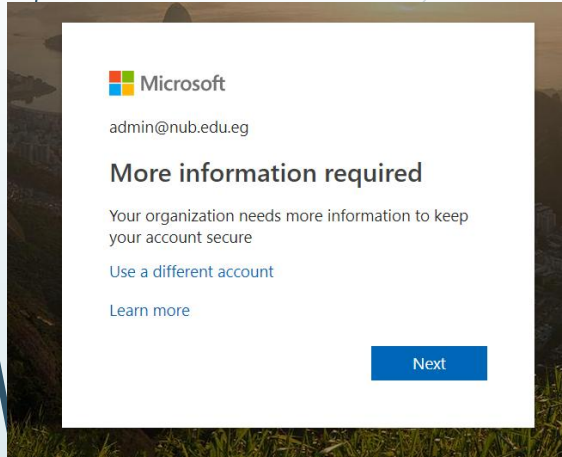 Microsoft
admin@nub.edu.eg
More information required
Your organization needs more information to keep
your account secure
Use a different account
Learn more
Next